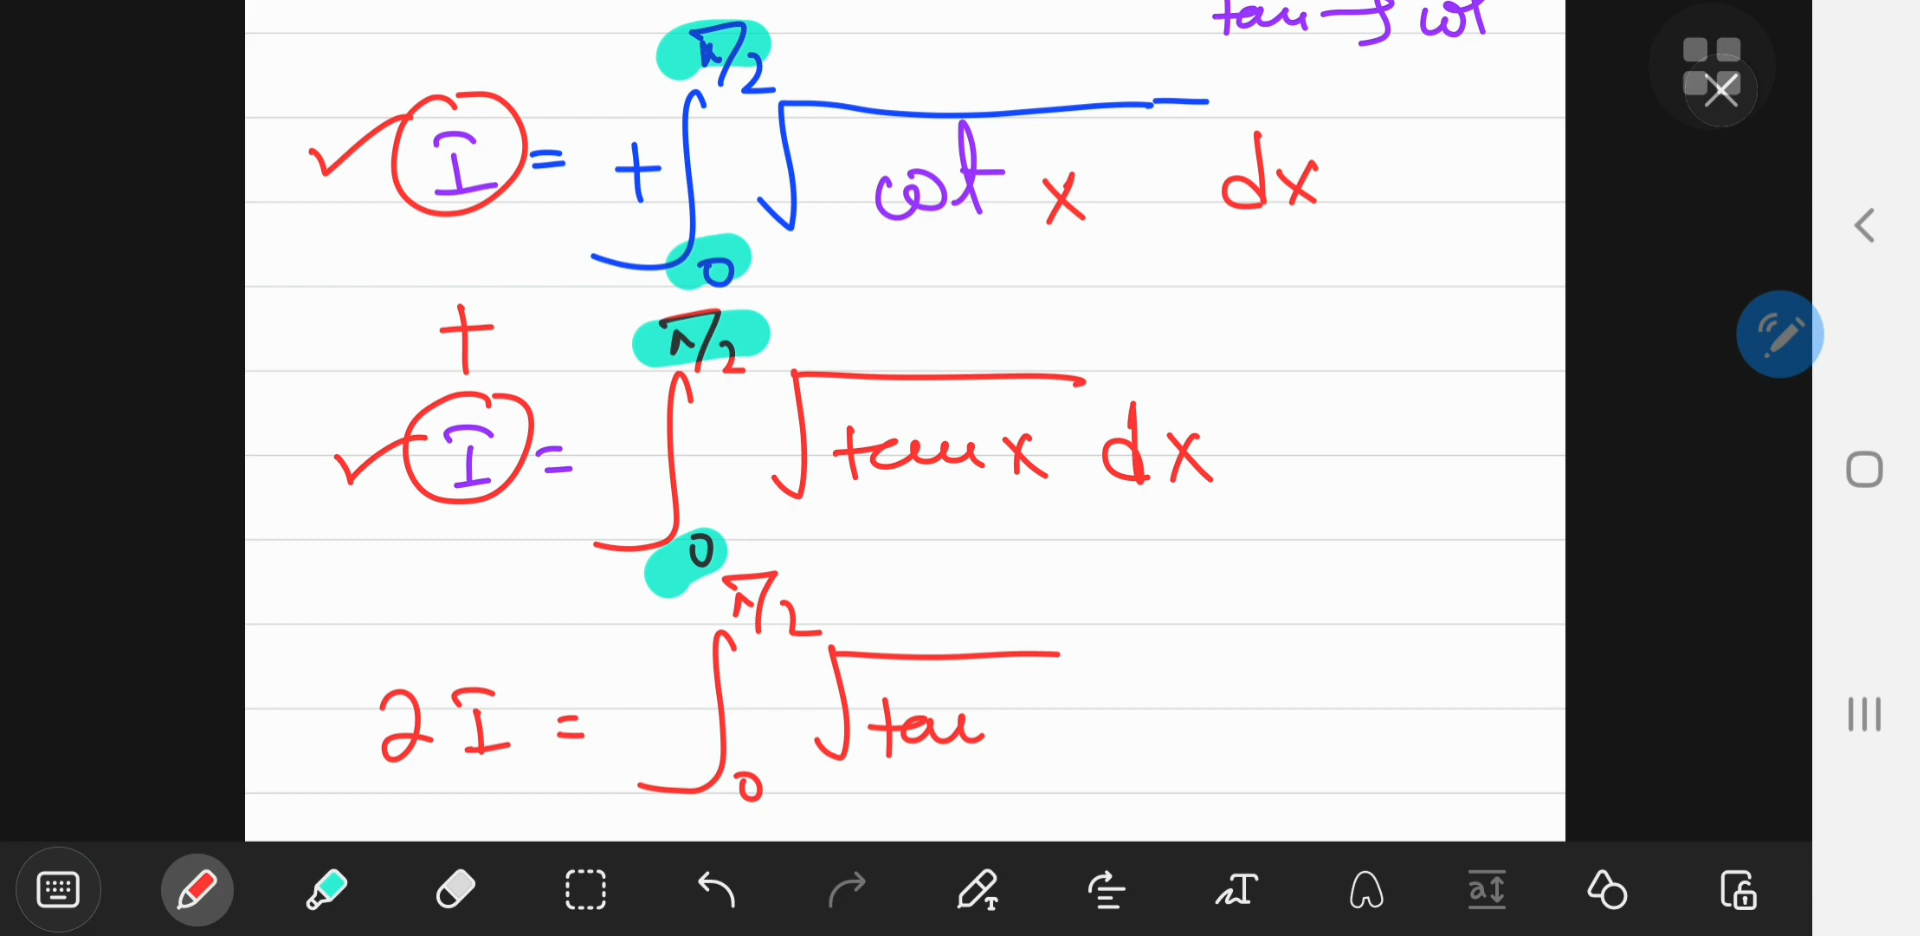 tan → cot
I = + ∫₀^π/2 √cot x dx
+
I = ∫₀^π/2 √tan x dx
2I = ∫₀^π/2 √tan